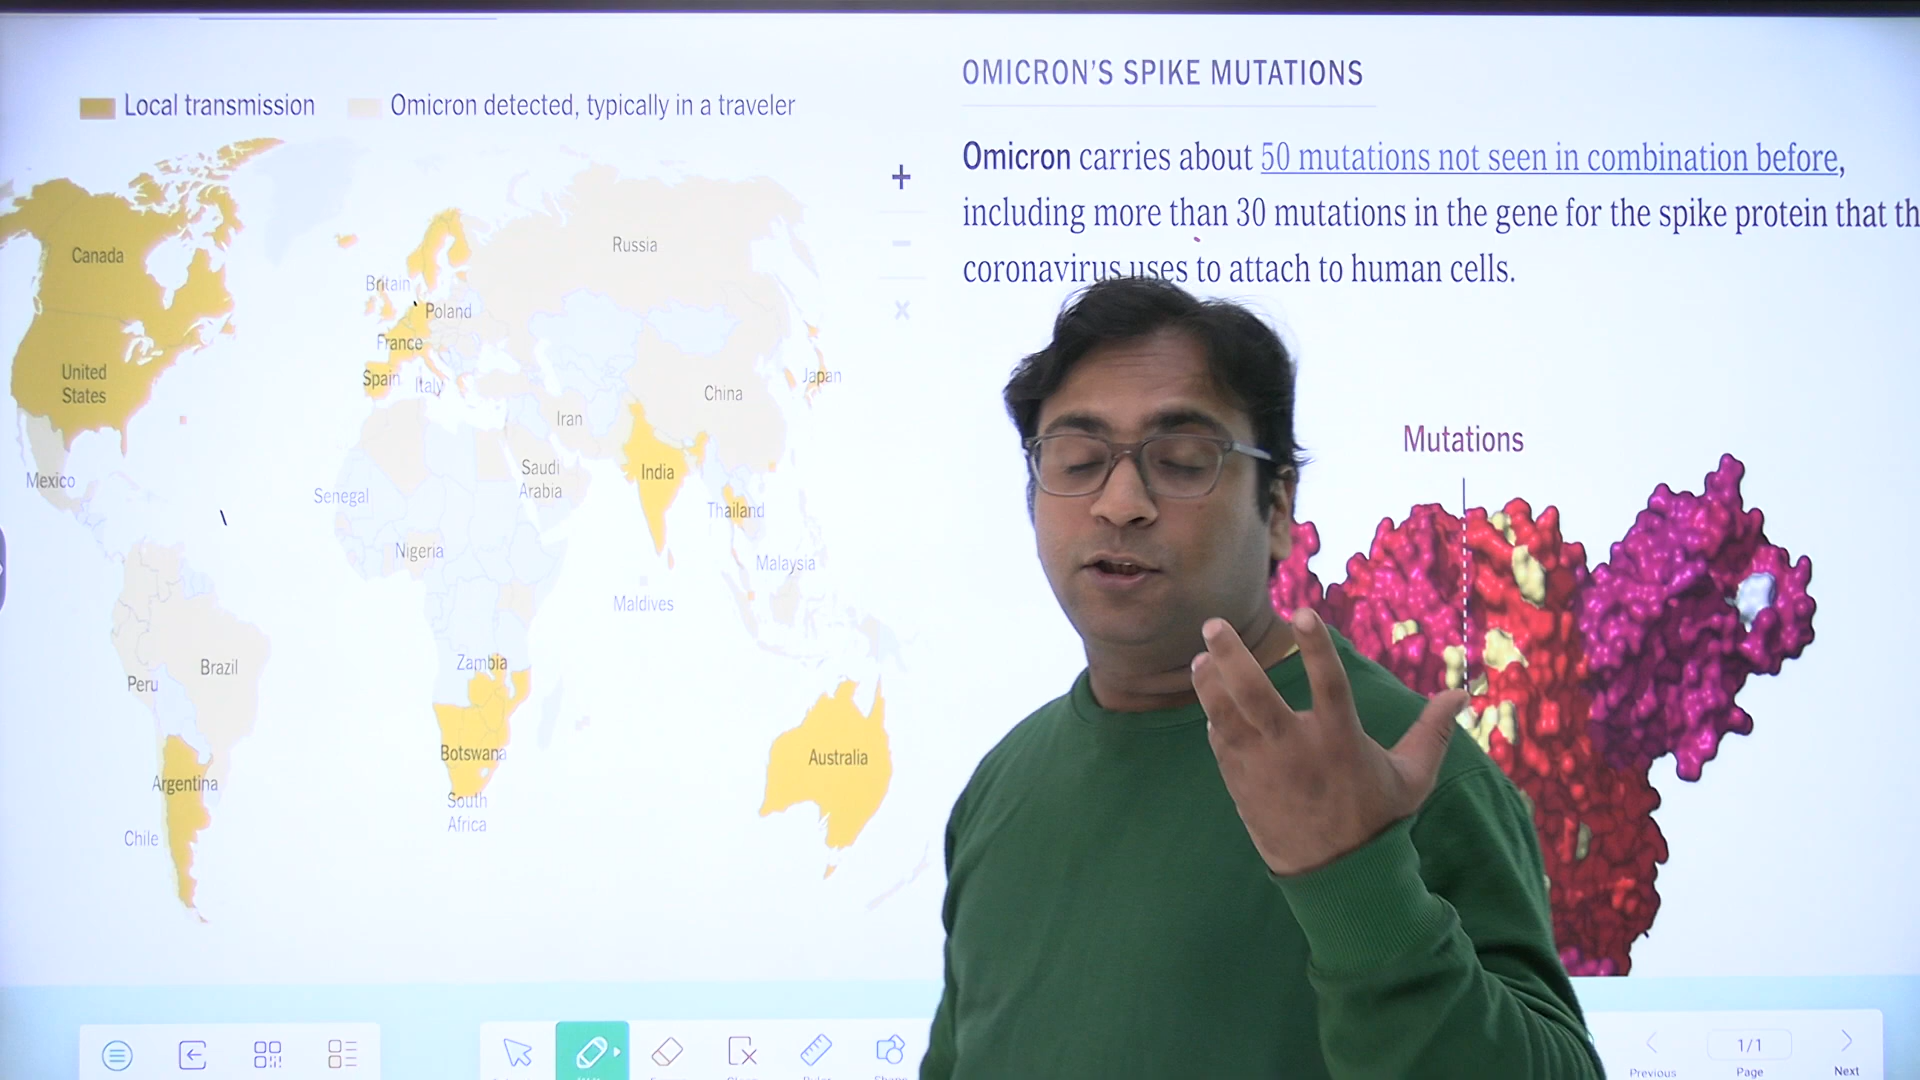 Local transmission
Omicron detected, typically in a traveler
Canada
United
States
Mexico
Brazil
Peru
Argentina
Chile
Britain
Poland
France
Spain
Italy
Russia
China
Japan
Iran
Saudi
Arabia
India
Thailand
Malaysia
Maldives
Senegal
Nigeria
Zambia
Botswana
South
Africa
Australia
OMICRON'S SPIKE MUTATIONS
Omicron carries about 50 mutations not seen in combination before,
including more than 30 mutations in the gene for the spike protein that th
coronavirus uses to attach to human cells.
Mutations
1/1
Previous
Page
Next